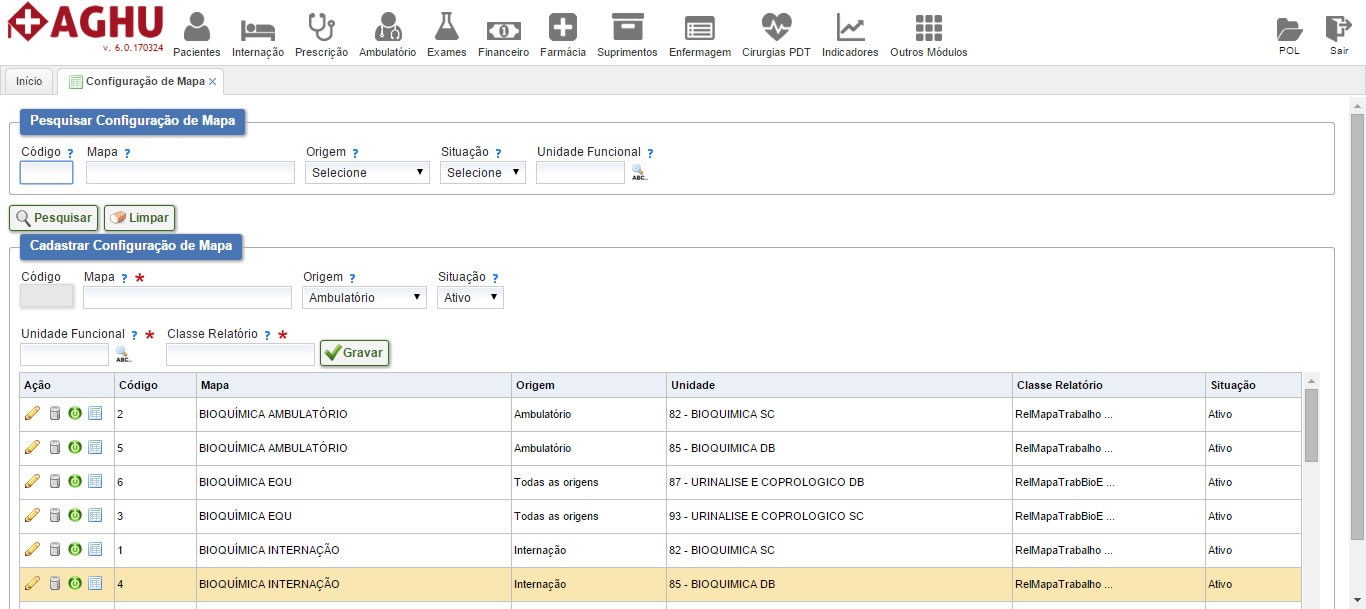 AGHU
v. 6.0.170324
Pacientes Internação Prescrição Ambulatório Exames Financeiro Farmácia Suprimentos Enfermagem Cirurgias PDT Indicadores Outros Módulos POL Sair
Início Configuração de Mapa
Pesquisar Configuração de Mapa
Código ? Mapa ? Origem ? Situação ? Unidade Funcional ?
Selecione Selecione ABC..
Pesquisar Limpar
Cadastrar Configuração de Mapa
Código Mapa ? * Origem ? Situação ?
Ambulatório Ativo
Unidade Funcional ? * Classe Relatório ? *
ABC.. Gravar
Ação Código Mapa Origem Unidade Classe Relatório Situação
2 BIOQUÍMICA AMBULATÓRIO Ambulatório 82 - BIOQUIMICA SC RelMapaTrabalho ... Ativo
5 BIOQUÍMICA AMBULATÓRIO Ambulatório 85 - BIOQUIMICA DB RelMapaTrabalho ... Ativo
6 BIOQUÍMICA EQU Todas as origens 87 - URINALISE E COPROLOGICO DB RelMapaTrabBioE ... Ativo
3 BIOQUÍMICA EQU Todas as origens 93 - URINALISE E COPROLOGICO SC RelMapaTrabBioE ... Ativo
1 BIOQUÍMICA INTERNAÇÃO Internação 82 - BIOQUIMICA SC RelMapaTrabalho ... Ativo
4 BIOQUÍMICA INTERNAÇÃO Internação 85 - BIOQUIMICA DB RelMapaTrabalho ... Ativo